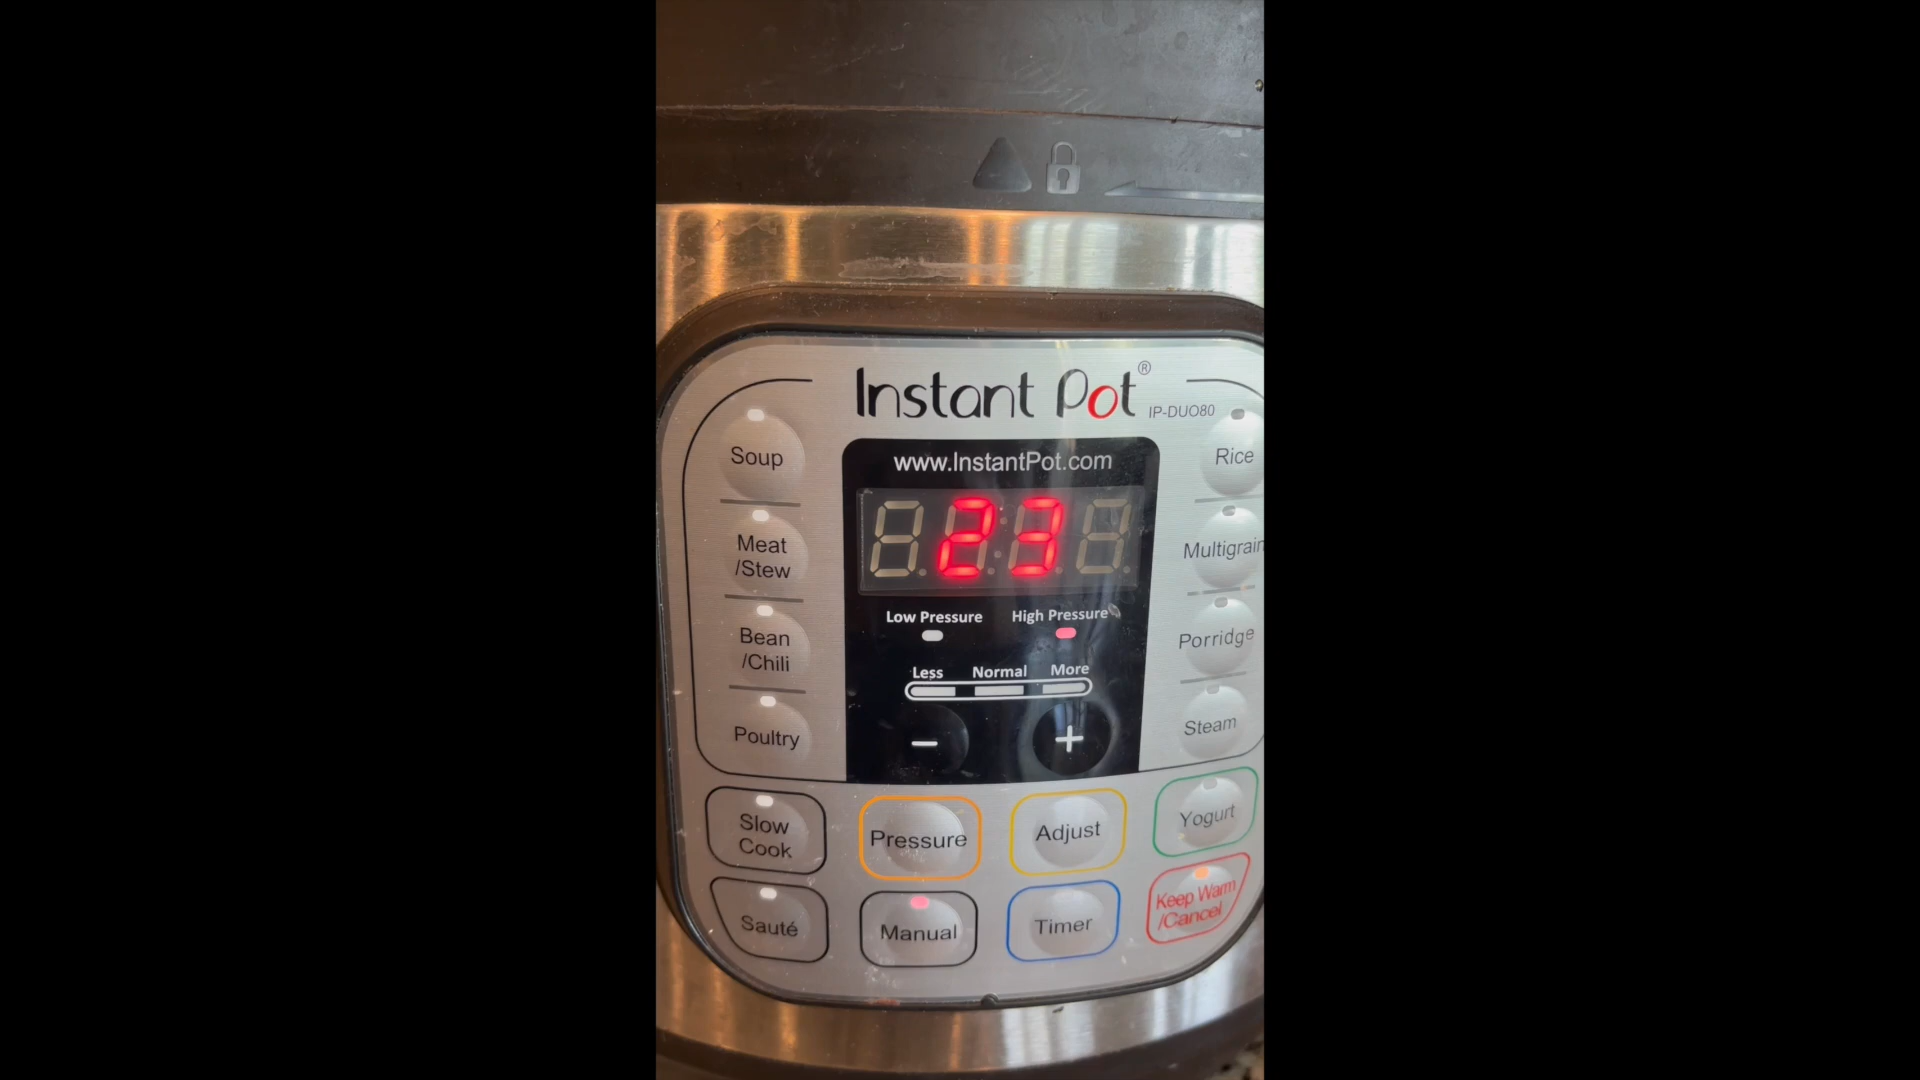 Instant Pot®
IP-DUO80
www.InstantPot.com
23
Low Pressure
High Pressure
Less
Normal
More
−
+
Soup
Meat
/Stew
Bean
/Chili
Poultry
Rice
Multigrain
Porridge
Steam
Slow
Cook
Pressure
Adjust
Yogurt
Sauté
Manual
Timer
Keep Warm
/Cancel